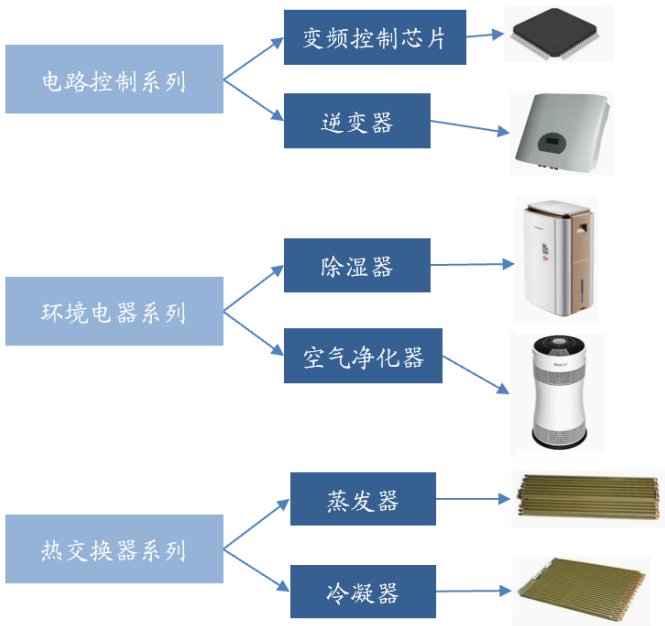 电路控制系列
变频控制芯片
逆变器
环境电器系列
除湿器
空气净化器
热交换器系列
蒸发器
冷凝器